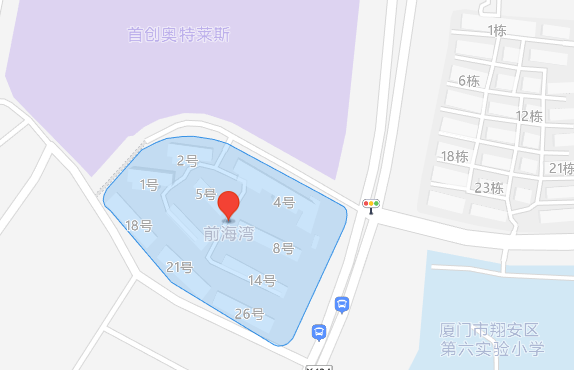 首创奥特莱斯
1栋
6栋
12栋
18栋
21栋
23栋
2号
1号
5号
4号
18号
前海湾
8号
21号
14号
26号
厦门市翔安区
第六实验小学